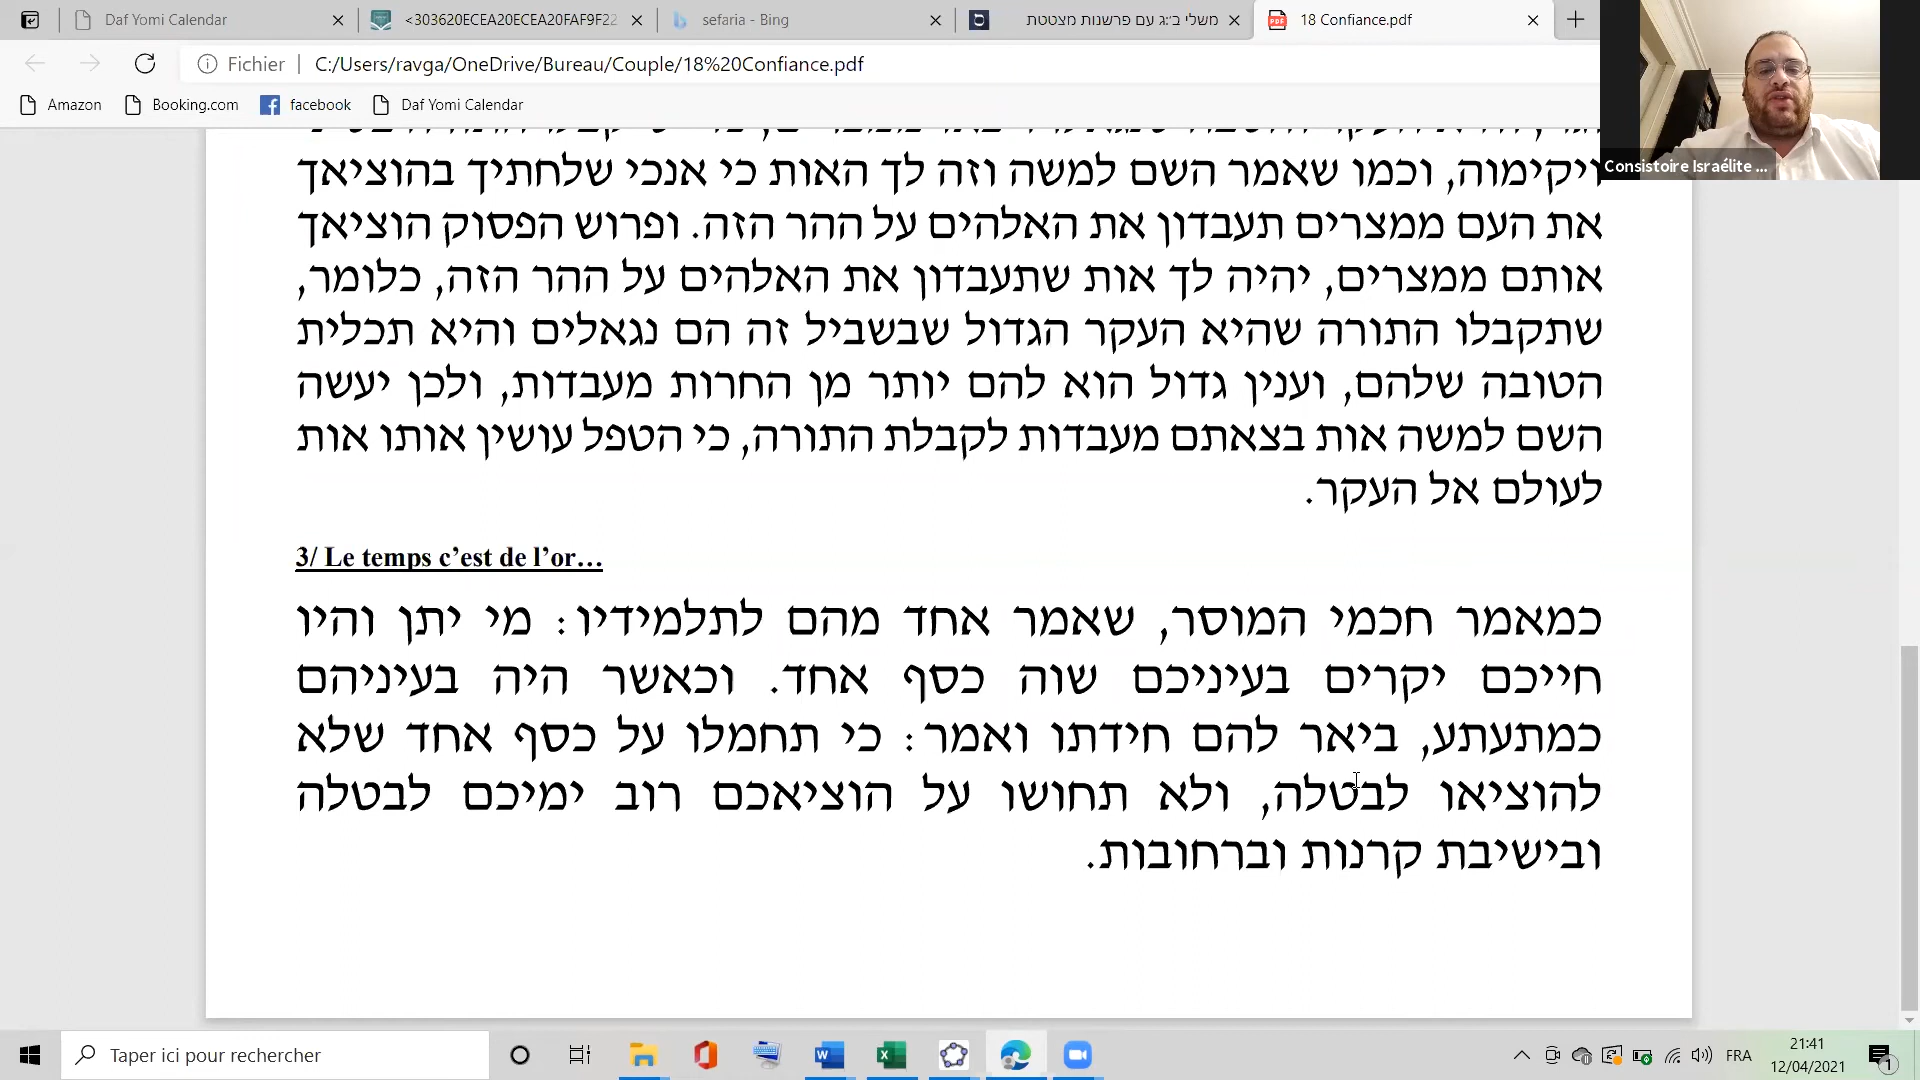 Daf Yomi Calendar
<303620ECEA20ECEA20FAF9F22
sefaria - Bing
משלי ב׳:ג עם פרשנות מצטטת
18 Confiance.pdf
Fichier | C:/Users/ravga/OneDrive/Bureau/Couple/18%20Confiance.pdf
Amazon
Booking.com
facebook
Daf Yomi Calendar
Consistoire Israélite ...
ויקימוה, וכמו שאמר השם למשה וזה לך האות כי אנכי שלחתיך בהוציאך
את העם ממצרים תעבדון את האלהים על ההר הזה. ופרוש הפסוק הוציאך
אותם ממצרים, יהיה לך אות שתעבדון את האלהים על ההר הזה, כלומר,
שתקבלו התורה שהיא העקר הגדול שבשביל זה הם נגאלים והיא תכלית
הטובה שלהם, וענין גדול הוא להם יותר מן החרות מעבדות, ולכן יעשה
השם למשה אות בצאתם מעבדות לקבלת התורה, כי הטפל עושין אותו אות
לעולם אל העקר.
3/ Le temps c’est de l’or…
כמאמר חכמי המוסר, שאמר אחד מהם לתלמידיו: מי יתן והיו
חייכם יקרים בעיניכם שוה כסף אחד. וכאשר היה בעיניהם
כמתעתע, ביאר להם חידתו ואמר: כי תחמלו על כסף אחד שלא
להוציאו לבטלה, ולא תחושו על הוציאכם רוב ימיכם לבטלה
ובישיבת קרנות וברחובות.
Taper ici pour rechercher
FRA
21:41
12/04/2021
1